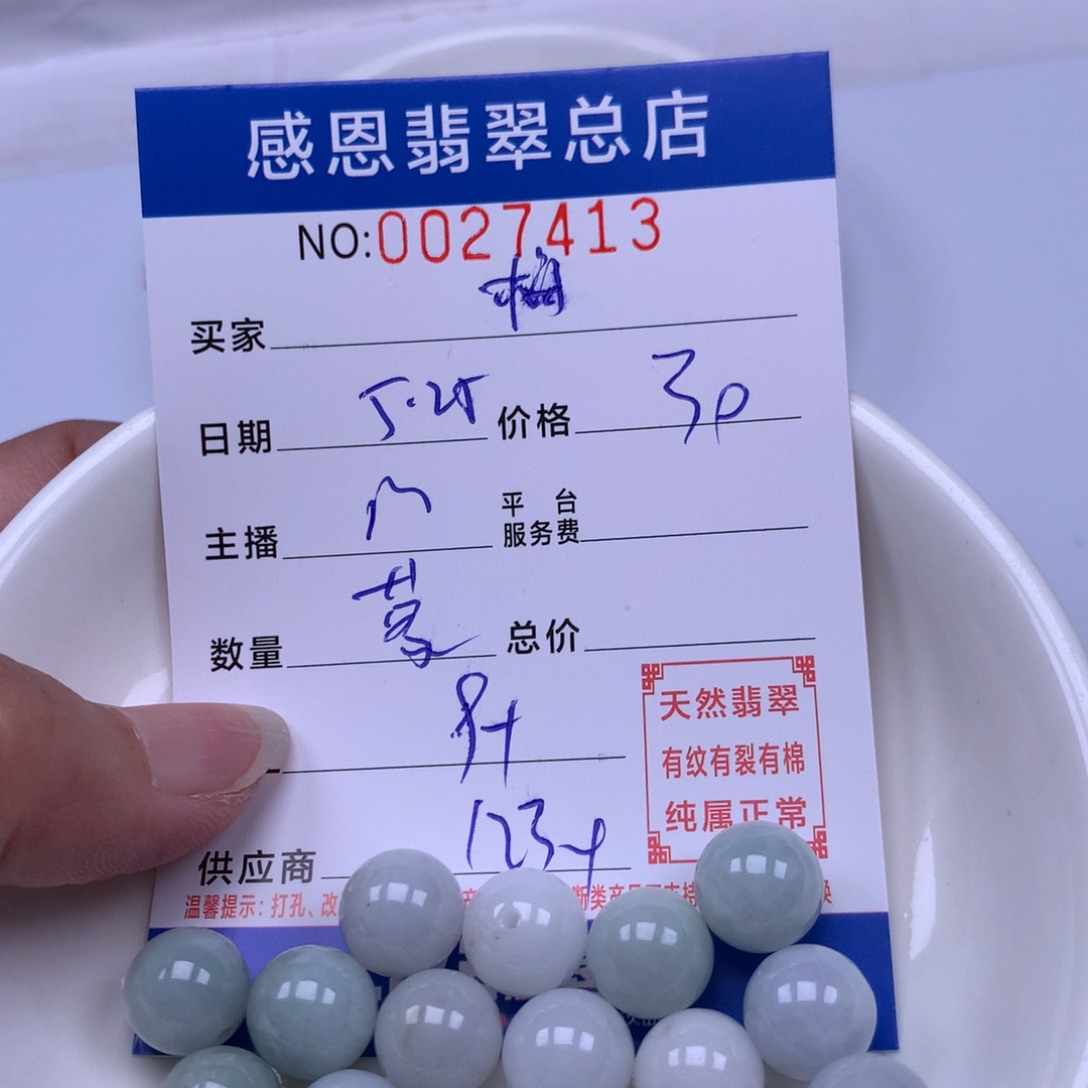 感恩翡翠总店
NO:0027413
买家 梅
日期 5.25 价格 30
主播 平台服务费
数量 总价
天然翡翠
有纹有裂有棉
纯属正常
供应商 123
温馨提示：打孔、改